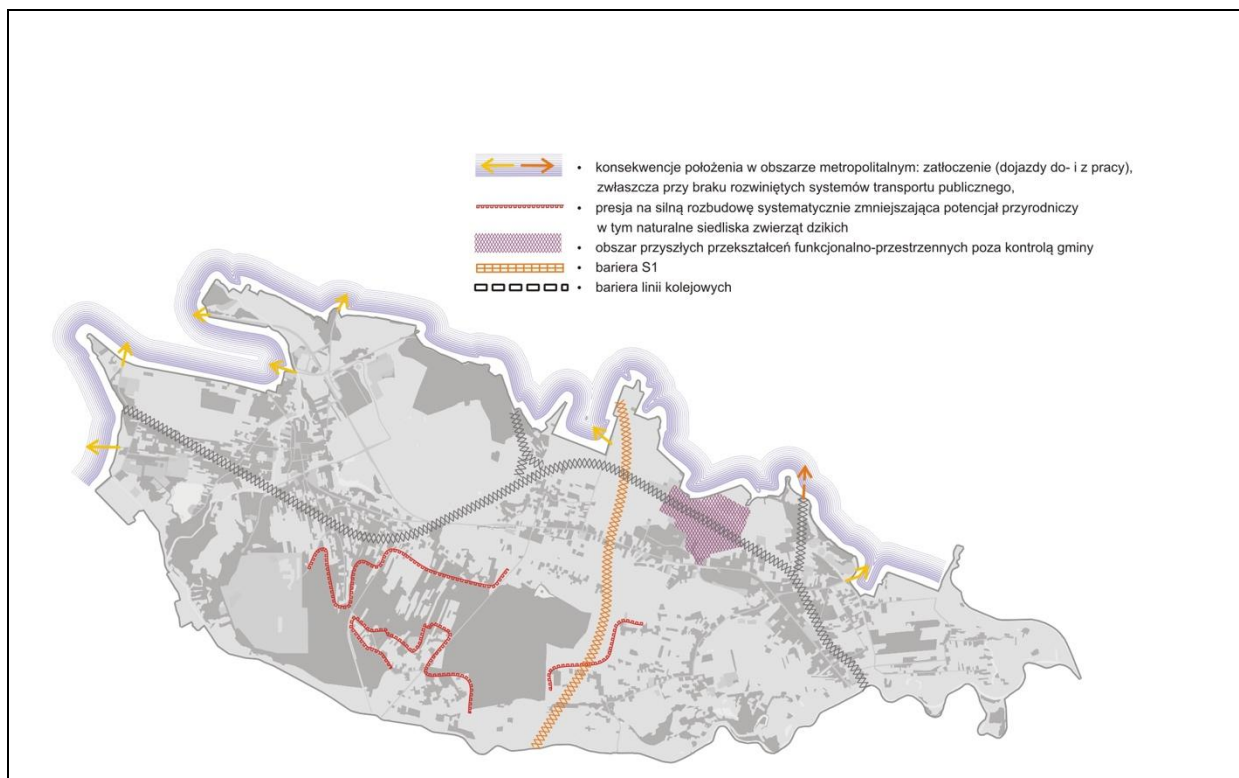 • konsekwencje położenia w obszarze metropolitalnym: zatłoczenie (dojazdy do- i z pracy),
zwłaszcza przy braku rozwiniętych systemów transportu publicznego,
• presja na silną rozbudowę systematycznie zmniejszająca potencjał przyrodniczy
w tym naturalne siedliska zwierząt dzikich
• obszar przyszłych przekształceń funkcjonalno-przestrzennych poza kontrolą gminy
• bariera S1
• bariera linii kolejowych